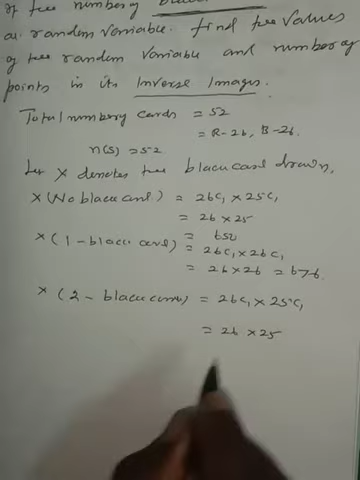 of the number of black
as random variable. find the values
of the random variable and number of
points in its Inverse Images.
Total number of cards = 52
= R-26, B-26.
n(S) = 52
Let X denotes the black card drawn,
X (No black card) = 26C₁ × 25C₁
= 26 × 25
= 650
X (1-black card) = 26C₁ × 26C₁
= 26 × 26 = 676
X (2-black cards) = 26C₁ × 25C₁
= 26 × 25